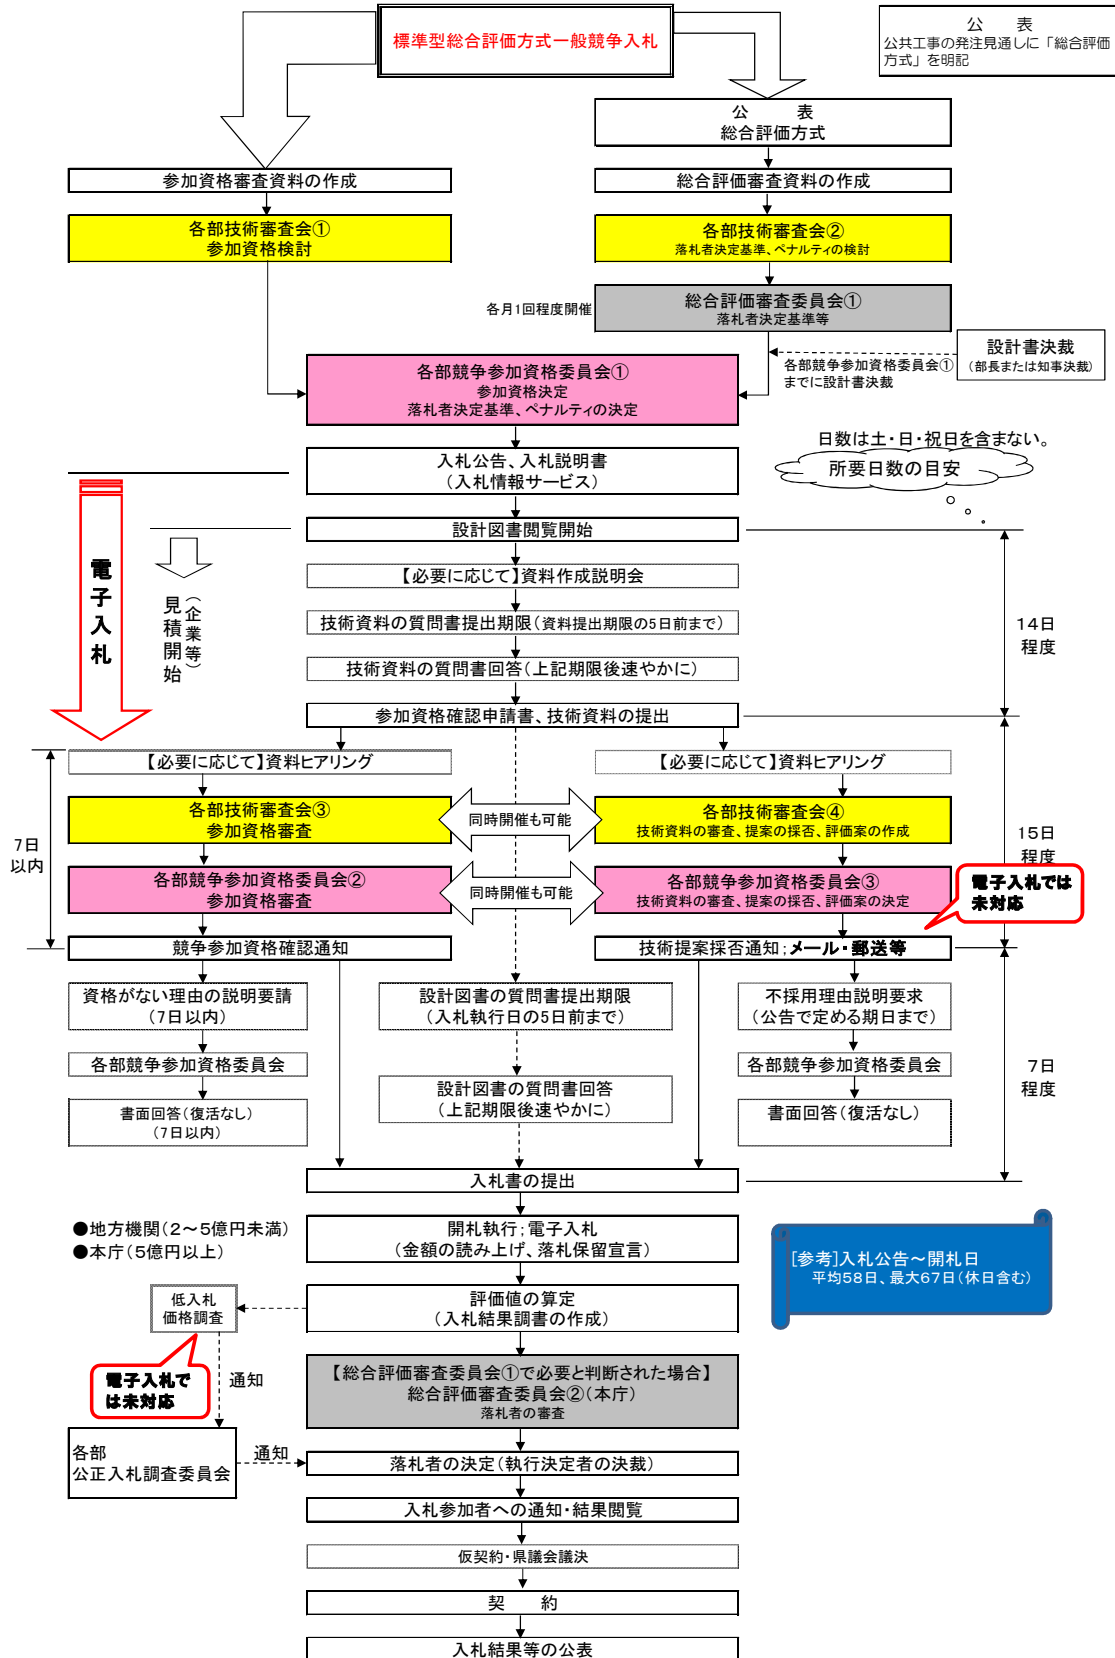 標準型総合評価方式一般競争入札
公　表
公共工事の発注見通しに「総合評価
方式」を明記
公　表
総合評価方式
参加資格審査資料の作成
総合評価審査資料の作成
各部技術審査会①
参加資格検討
各部技術審査会②
落札者決定基準、ペナルティの検討
各月1回程度開催
総合評価審査委員会①
落札者決定基準等
設計書決裁
(部長または知事決裁)
各部競争参加資格委員会①
までに設計書決裁
各部競争参加資格委員会①
参加資格決定
落札者決定基準、ペナルティの決定
日数は土・日・祝日を含まない。
所要日数の目安
入札公告、入札説明書
(入札情報サービス)
設計図書閲覧開始
電子入札
(企業等)
見積開始
【必要に応じて】資料作成説明会
技術資料の質問書提出期限(資料提出期限の5日前まで)
技術資料の質問書回答(上記期限後速やかに)
14日
程度
参加資格確認申請書、技術資料の提出
【必要に応じて】資料ヒアリング
【必要に応じて】資料ヒアリング
各部技術審査会③
参加資格審査
同時開催も可能
各部技術審査会④
技術資料の審査、提案の採否、評価案の作成
7日
以内
15日
程度
各部競争参加資格委員会②
参加資格審査
同時開催も可能
各部競争参加資格委員会③
技術資料の審査、提案の採否、評価案の決定
電子入札では
未対応
競争参加資格確認通知
技術提案採否通知;メール・郵送等
資格がない理由の説明要請
(7日以内)
設計図書の質問書提出期限
(入札執行日の5日前まで)
不採用理由説明要求
(公告で定める期日まで)
各部競争参加資格委員会
各部競争参加資格委員会
7日
程度
設計図書の質問書回答
(上記期限後速やかに)
書面回答(復活なし)
(7日以内)
書面回答(復活なし)
入札書の提出
●地方機関(2～5億円未満)
●本庁(5億円以上)
開札執行;電子入札
(金額の読み上げ、落札保留宣言)
[参考]入札公告～開札日
平均58日、最大67日(休日含む)
低入札
価格調査
評価値の算定
(入札結果調書の作成)
電子入札で
は未対応
通知
【総合評価審査委員会①で必要と判断された場合】
総合評価審査委員会②(本庁)
落札者の審査
各部
公正入札調査委員会
通知
落札者の決定(執行決定者の決裁)
入札参加者への通知・結果閲覧
仮契約・県議会議決
契　約
入札結果等の公表